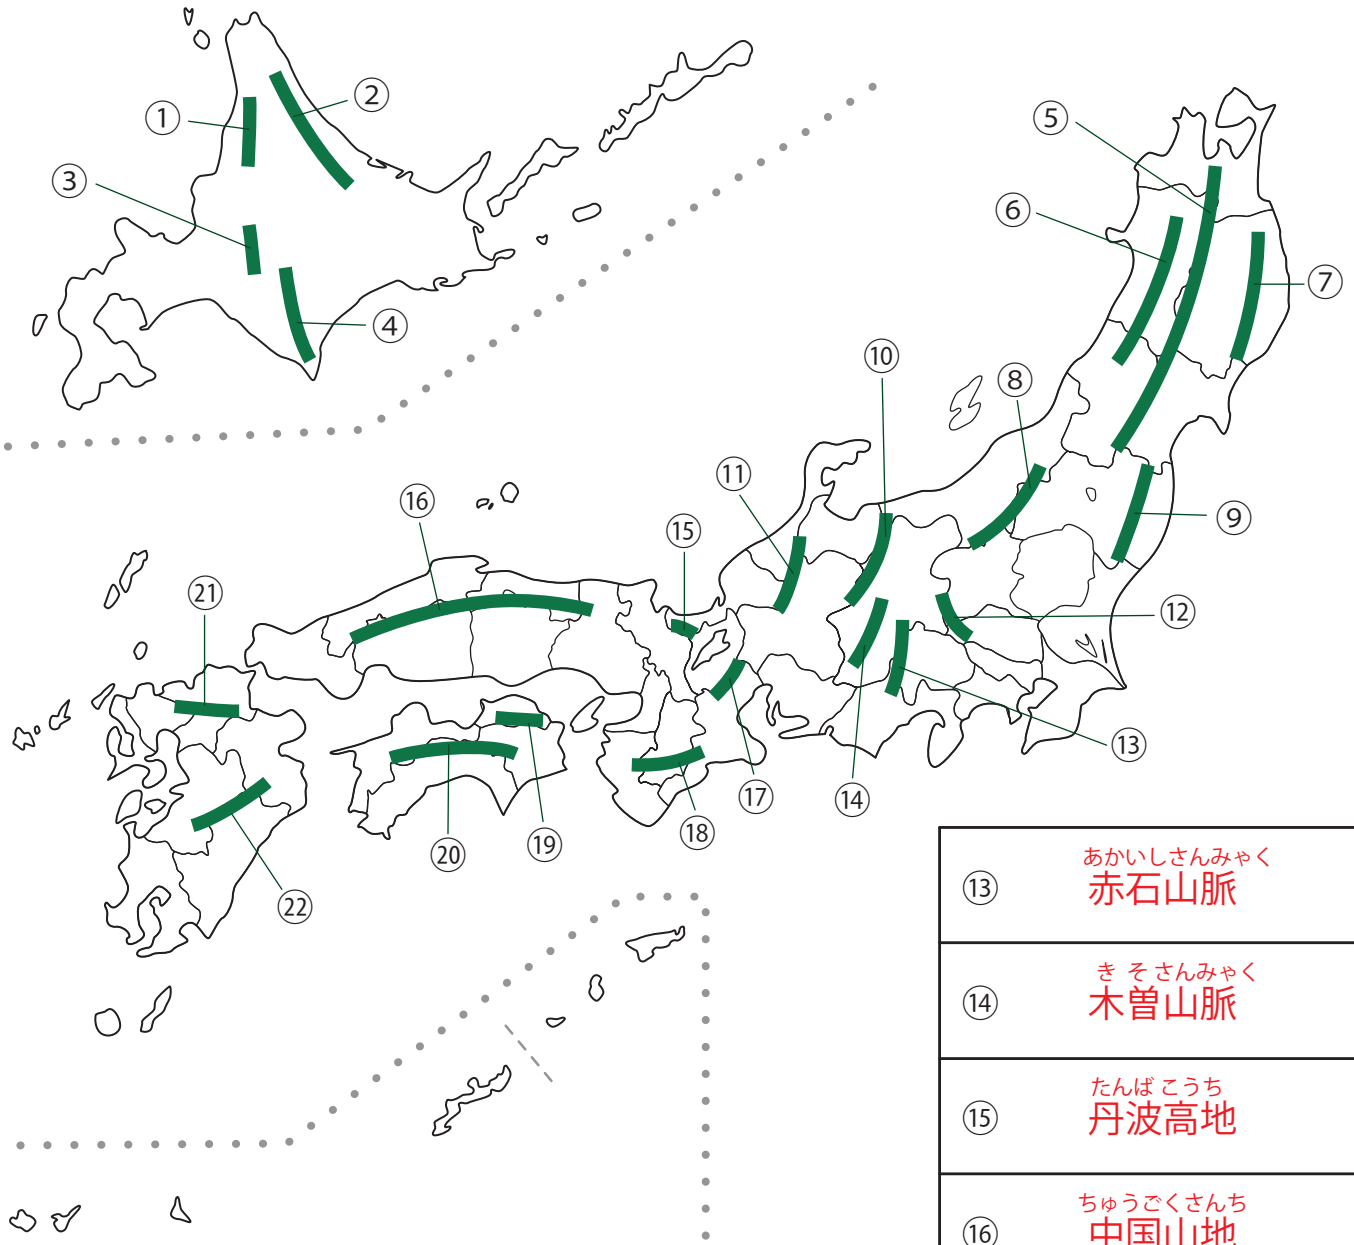 ①
②
③
④
⑤
⑥
⑦
⑧
⑨
⑩
⑪
⑫
⑬
⑭
⑮
⑯
⑰
⑱
⑲
⑳
㉑
㉒
あかいしさんみゃく
⑬ 赤石山脈
きそさんみゃく
⑭ 木曽山脈
たんばこうち
⑮ 丹波高地
ちゅうごくさんち
⑯ 中国山地